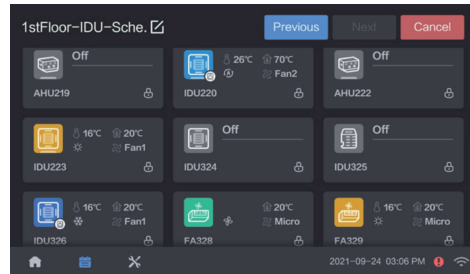 1stFloor-IDU-Sche.
Previous
Next
Cancel
Off
26℃ 70℃
Off
Fan2
AHU219
IDU220
AHU222
16℃ 20℃
Off
Off
Fan1
IDU223
IDU324
IDU325
16℃ 20℃
20℃
16℃ 20℃
Fan1
Micro
Micro
IDU326
FA328
FA329
2021-09-24 03:06 PM